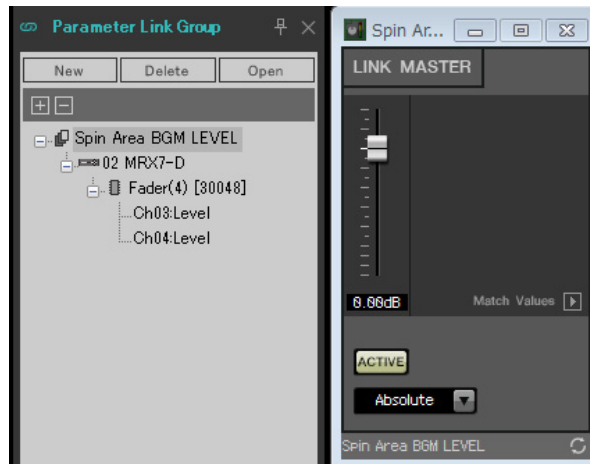 Parameter Link Group
New Delete Open
Spin Area BGM LEVEL
02 MRX7-D
Fader(4) [30048]
Ch03:Level
Ch04:Level
Spin Ar...
LINK MASTER
0.00dB
Match Values
ACTIVE
Absolute
Spin Area BGM LEVEL